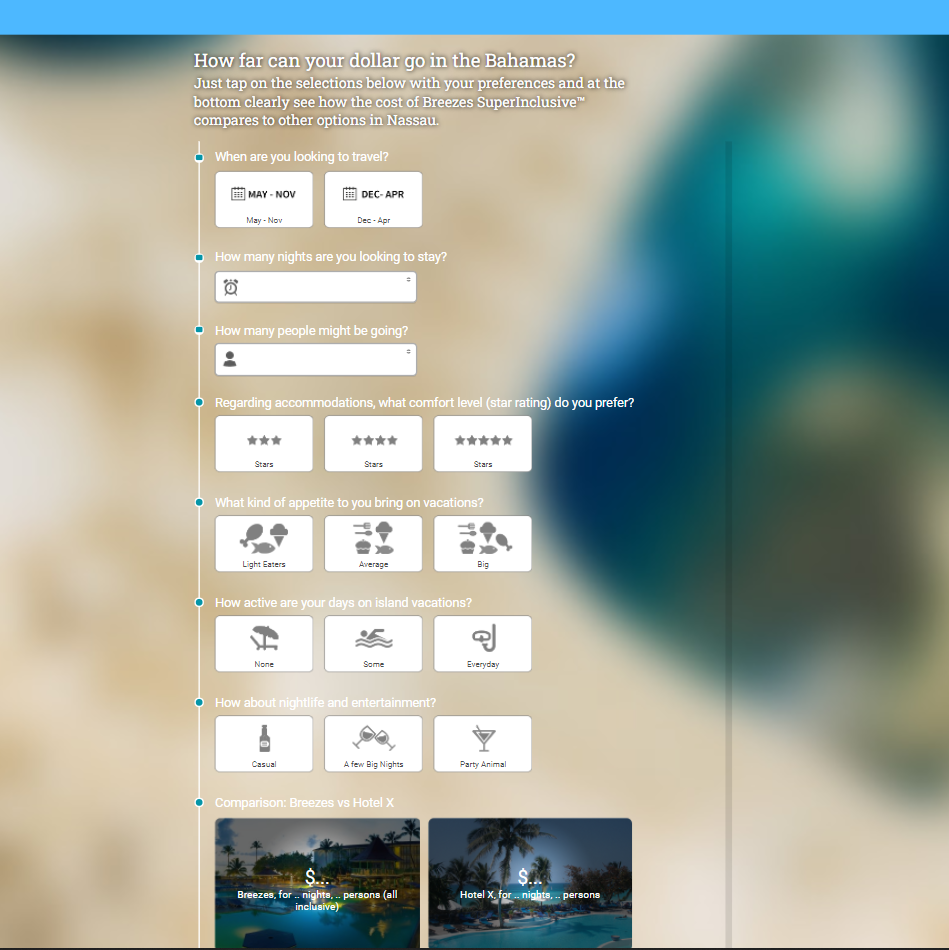 How far can your dollar go in the Bahamas?
Just tap on the selections below with your preferences and at the
bottom clearly see how the cost of Breezes SuperInclusive™
compares to other options in Nassau.
When are you looking to travel?
MAY - NOV
DEC- APR
May - Nov
Dec - Apr
How many nights are you looking to stay?
How many people might be going?
Regarding accommodations, what comfort level (star rating) do you prefer?
Stars
Stars
Stars
What kind of appetite to you bring on vacations?
Light Eaters
Average
Big
How active are your days on island vacations?
None
Some
Everyday
How about nightlife and entertainment?
Casual
A few Big Nights
Party Animal
Comparison: Breezes vs Hotel X
$...
Breezes, for .. nights, .. persons (all
inclusive)
$...
Hotel X, for .. nights, .. persons